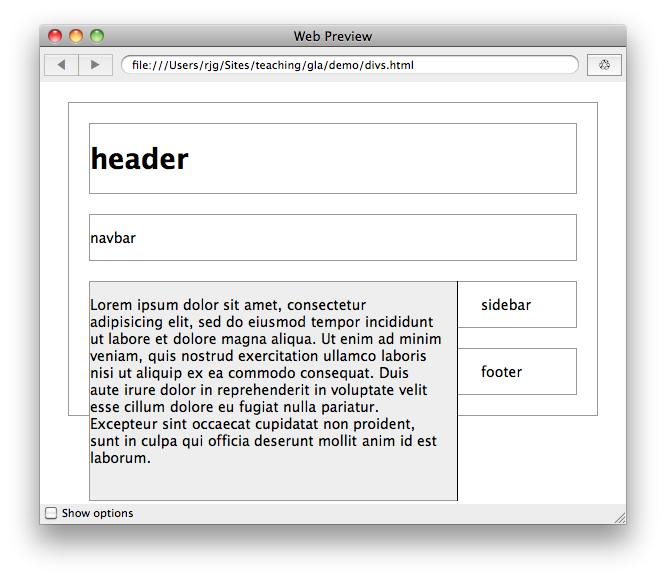 Web Preview
file:///Users/rjg/Sites/teaching/gla/demo/divs.html
header
navbar
Lorem ipsum dolor sit amet, consectetur
adipisicing elit, sed do eiusmod tempor incididunt
ut labore et dolore magna aliqua. Ut enim ad minim
veniam, quis nostrud exercitation ullamco laboris
nisi ut aliquip ex ea commodo consequat. Duis
aute irure dolor in reprehenderit in voluptate velit
esse cillum dolore eu fugiat nulla pariatur.
Excepteur sint occaecat cupidatat non proident,
sunt in culpa qui officia deserunt mollit anim id est
laborum.
sidebar
footer
Show options